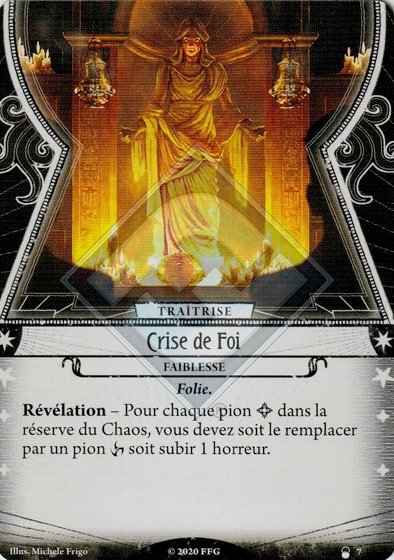 TRAÎTRISE
Crise de Foi
FAIBLESSE
Folie.
Révélation – Pour chaque pion dans la
réserve du Chaos, vous devez soit le remplacer
par un pion soit subir 1 horreur.
Illus. Michele Frigo © 2020 FFG 7